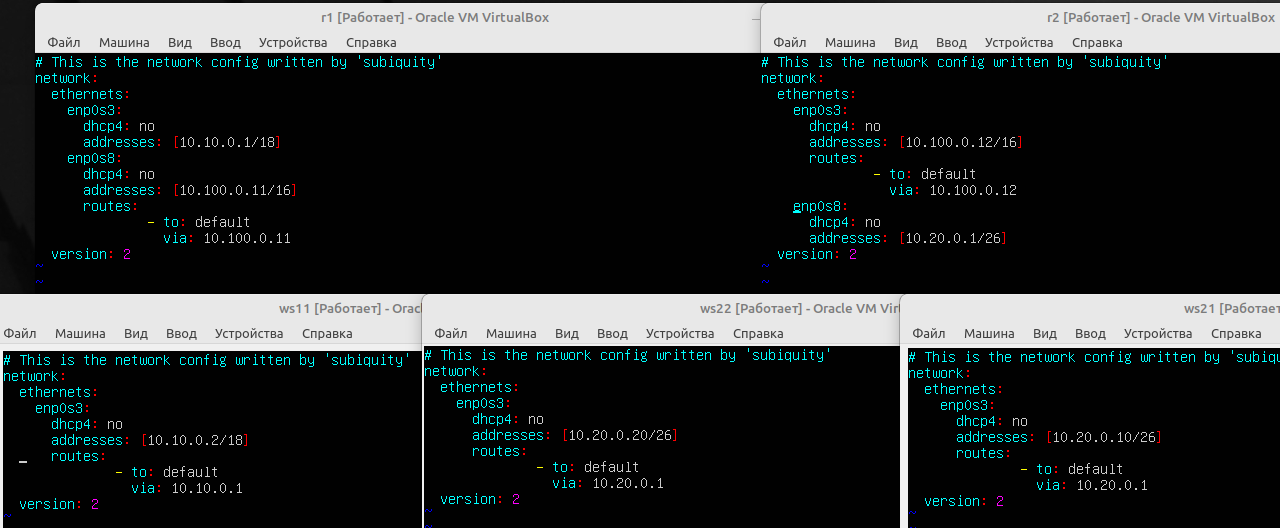 r1 [Работает] - Oracle VM VirtualBox
Файл Машина Вид Ввод Устройства Справка
# This is the network config written by 'subiquity'
network:
  ethernets:
    enp0s3:
      dhcp4: no
      addresses: [10.10.0.1/18]
    enp0s8:
      dhcp4: no
      addresses: [10.100.0.11/16]
      routes:
              - to: default
                via: 10.100.0.11
  version: 2
~
~
r2 [Работает] - Oracle VM VirtualBox
Файл Машина Вид Ввод Устройства Справка
# This is the network config written by 'subiquity'
network:
  ethernets:
    enp0s3:
      dhcp4: no
      addresses: [10.100.0.12/16]
      routes:
              - to: default
                via: 10.100.0.12
    enp0s8:
      dhcp4: no
      addresses: [10.20.0.1/26]
  version: 2
~
~
ws11 [Работает] - Orac
Файл Машина Вид Ввод Устройства Справка
# This is the network config written by 'subiquity'
network:
  ethernets:
    enp0s3:
      dhcp4: no
      addresses: [10.10.0.2/18]
      routes:
              - to: default
                via: 10.10.0.1
  version: 2
~
ws22 [Работает] - Oracle VM Virt
Файл Машина Вид Ввод Устройства Справка
# This is the network config written by 'subiquity'
network:
  ethernets:
    enp0s3:
      dhcp4: no
      addresses: [10.20.0.20/26]
      routes:
              - to: default
                via: 10.20.0.1
  version: 2
~
~
ws21 [Работает
Файл Машина Вид Ввод Устройства Справка
# This is the network config written by 'subiq
network:
  ethernets:
    enp0s3:
      dhcp4: no
      addresses: [10.20.0.10/26]
      routes:
              - to: default
                via: 10.20.0.1
  version: 2
~